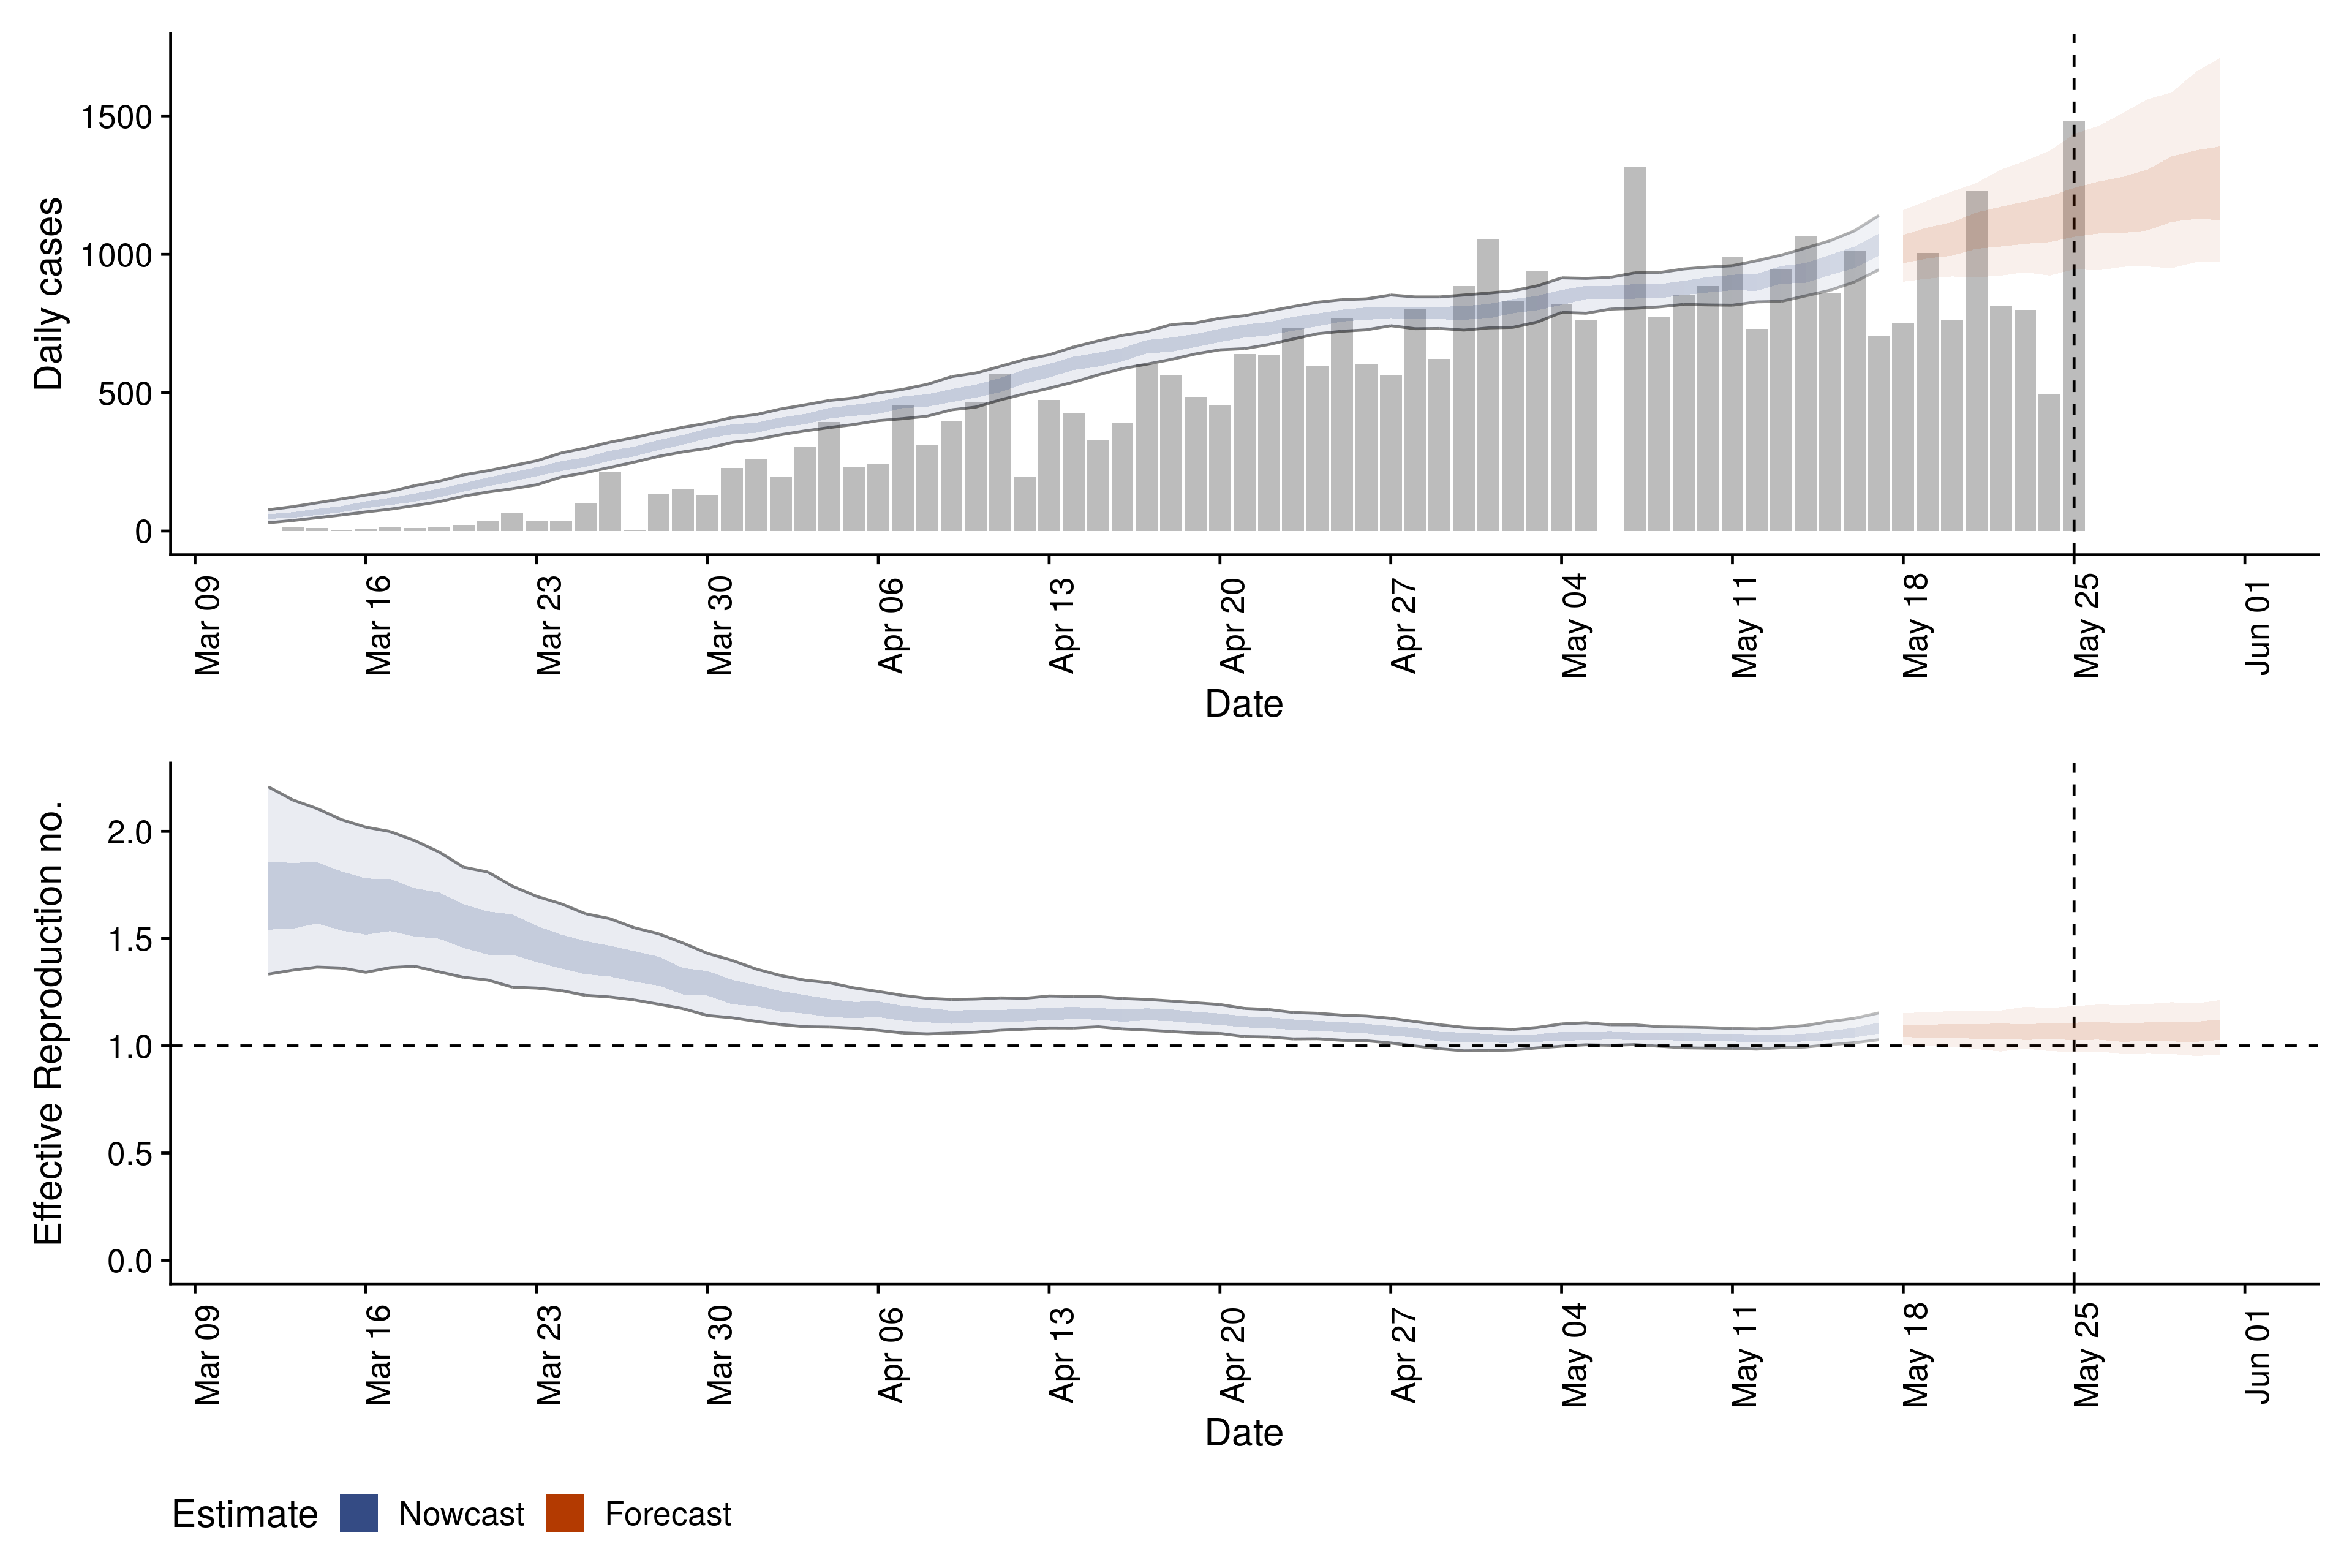 Daily cases
1500
1000
500
0
Mar 09
Mar 16
Mar 23
Mar 30
Apr 06
Apr 13
Apr 20
Apr 27
May 04
May 11
May 18
May 25
Jun 01
Date
Effective Reproduction no.
2.0
1.5
1.0
0.5
0.0
Mar 09
Mar 16
Mar 23
Mar 30
Apr 06
Apr 13
Apr 20
Apr 27
May 04
May 11
May 18
May 25
Jun 01
Date
Estimate Nowcast Forecast